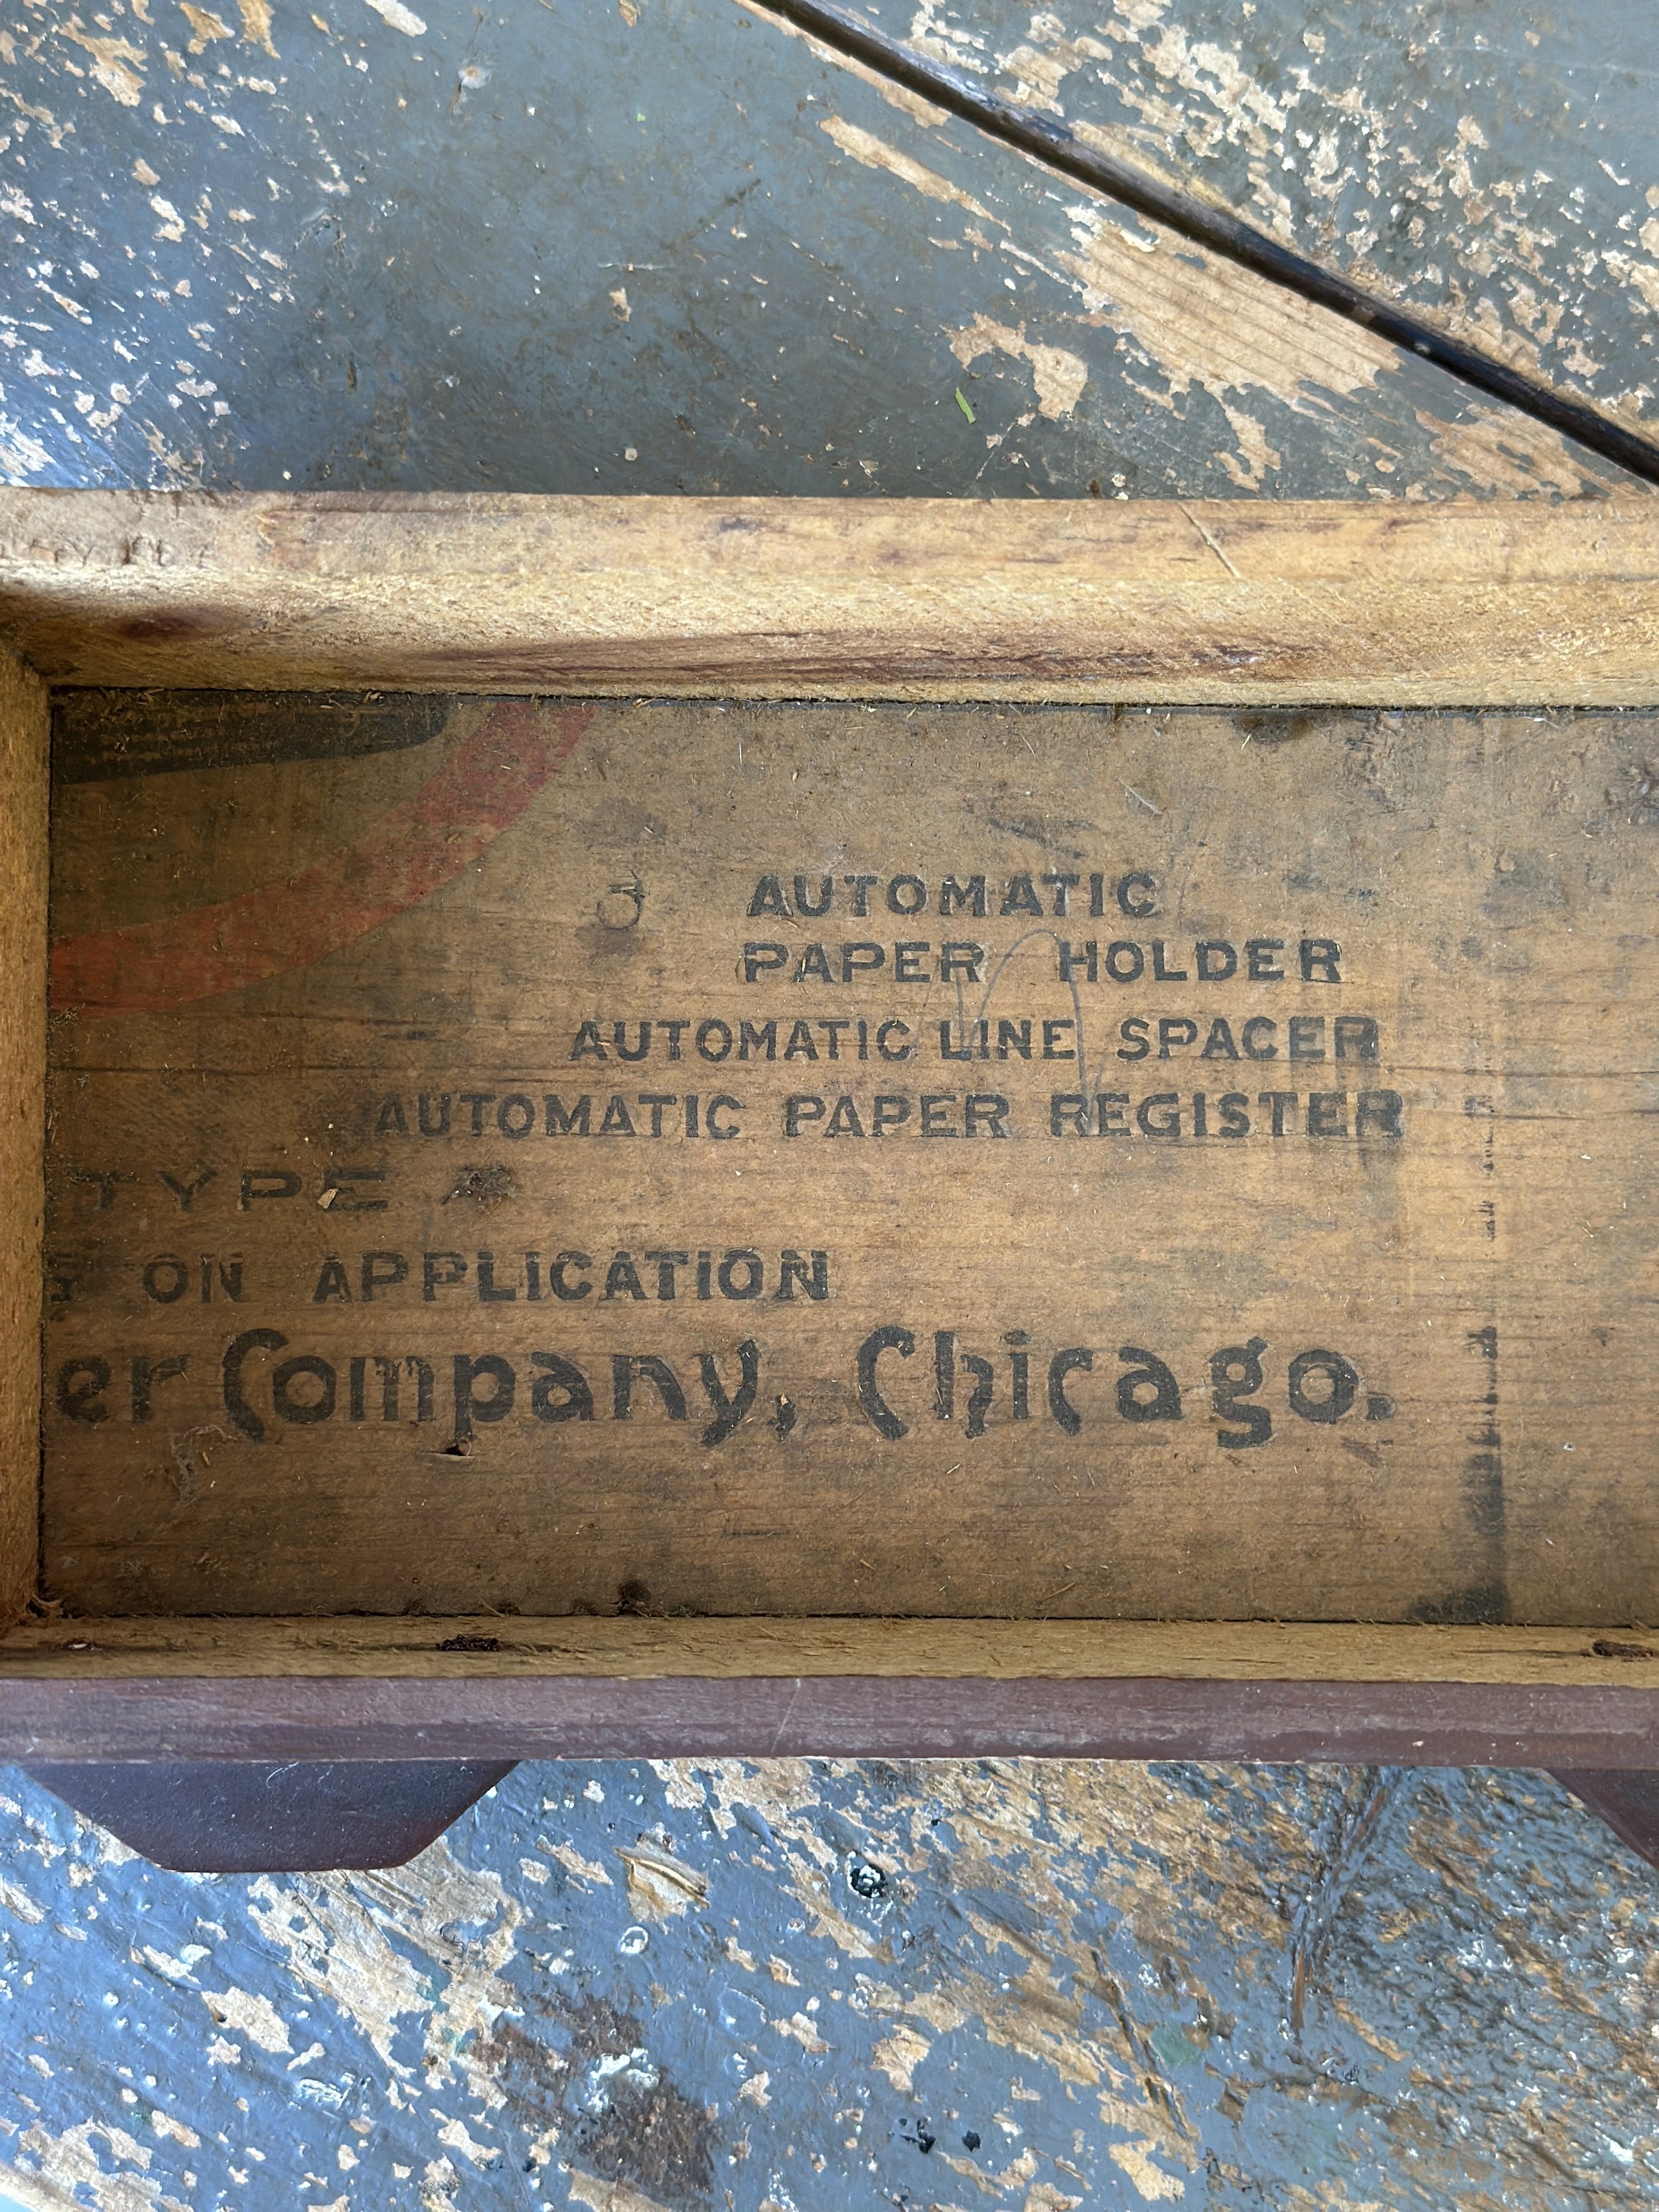 AUTOMATIC
PAPER HOLDER
AUTOMATIC LINE SPACER
AUTOMATIC PAPER REGISTER
TYPE
ON APPLICATION
er Company, Chicago.